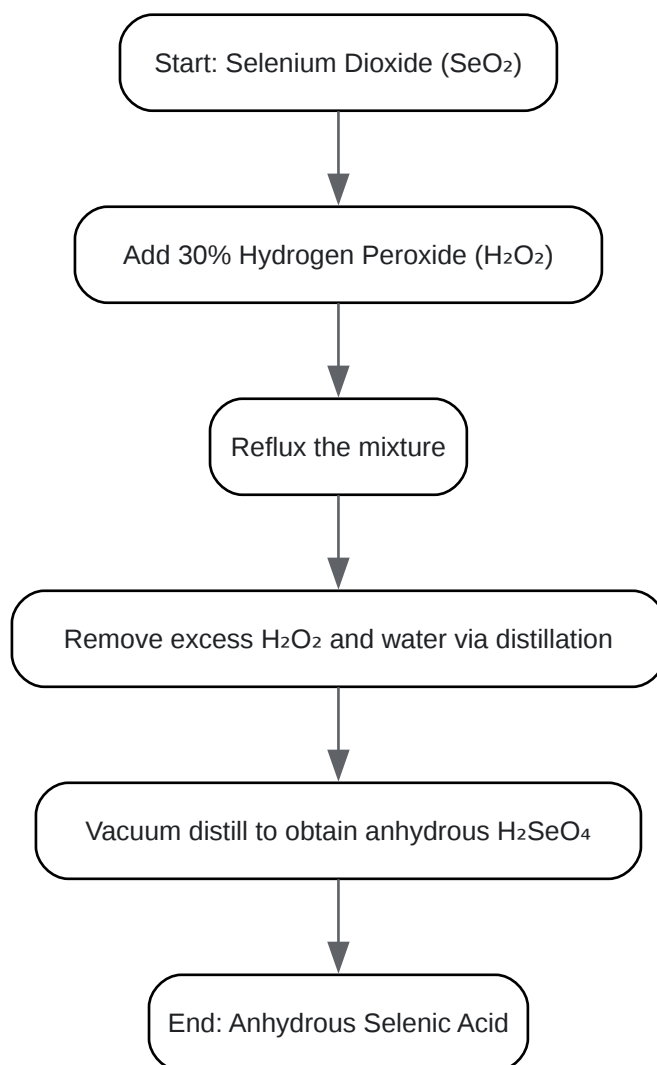 Start: Selenium Dioxide (SeO₂)
Add 30% Hydrogen Peroxide (H₂O₂)
Reflux the mixture
Remove excess H₂O₂ and water via distillation
Vacuum distill to obtain anhydrous H₂SeO₄
End: Anhydrous Selenic Acid